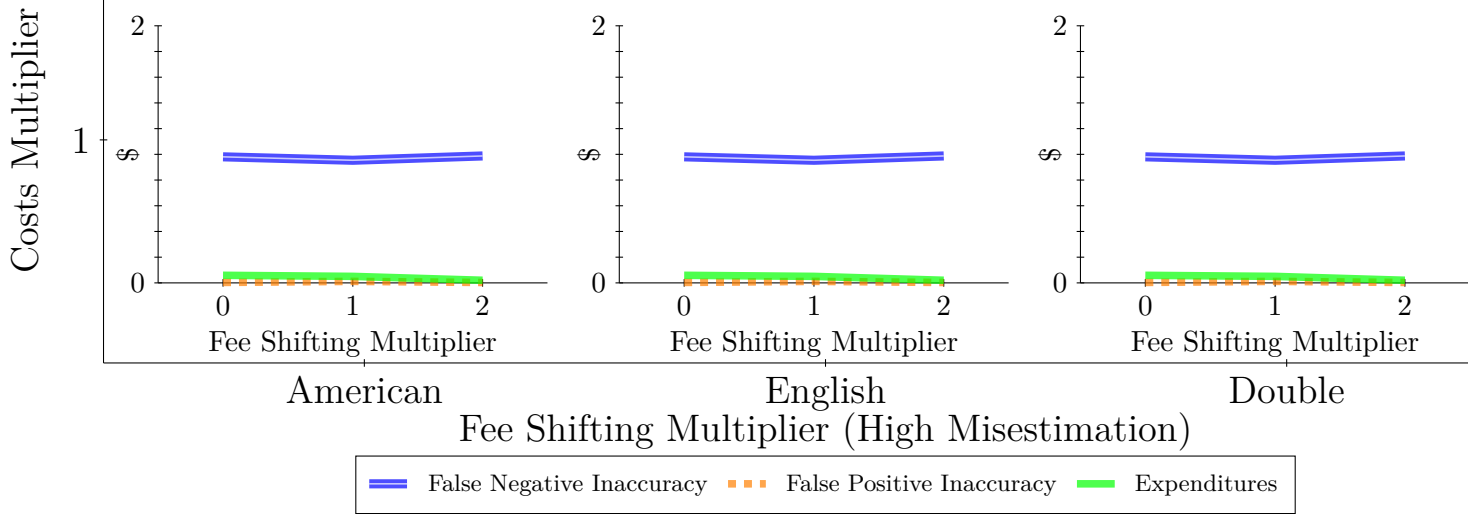 Costs Multiplier
1
2
$
0
0 1 2
Fee Shifting Multiplier
2
$
0
0 1 2
Fee Shifting Multiplier
2
$
0
0 1 2
Fee Shifting Multiplier
American English Double
Fee Shifting Multiplier (High Misestimation)
False Negative Inaccuracy False Positive Inaccuracy Expenditures